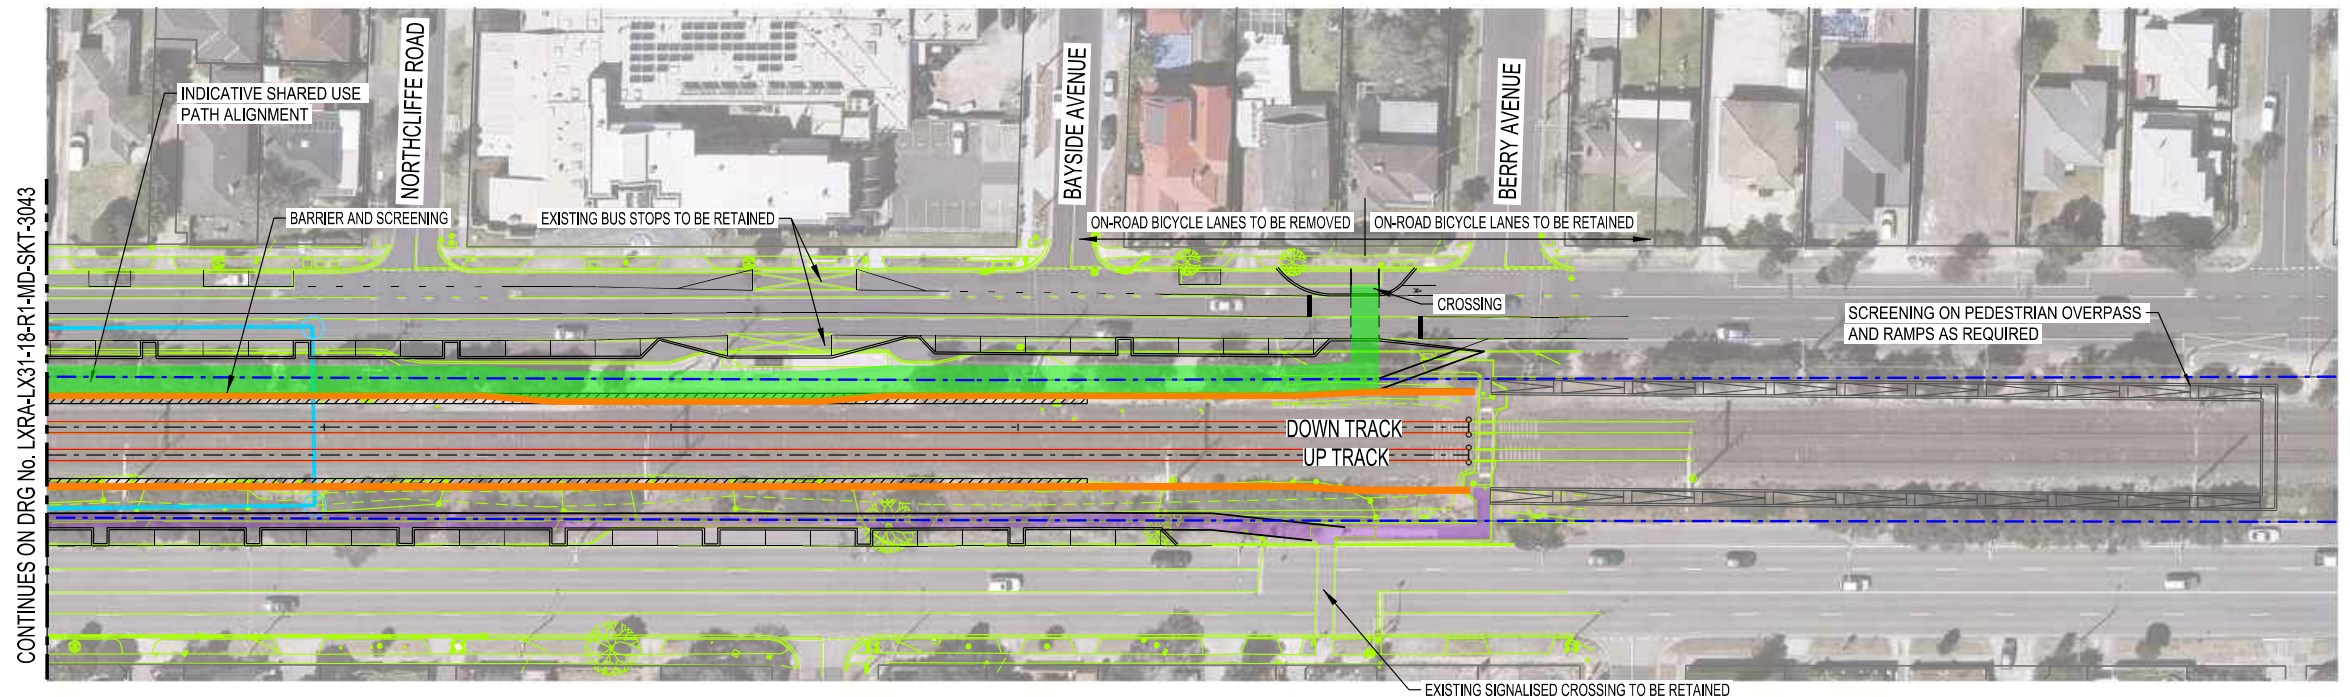 INDICATIVE SHARED USE
PATH ALIGNMENT
NORTHCLIFFE ROAD
BAYSIDE AVENUE
BERRY AVENUE
BARRIER AND SCREENING
EXISTING BUS STOPS TO BE RETAINED
ON-ROAD BICYCLE LANES TO BE REMOVED
ON-ROAD BICYCLE LANES TO BE RETAINED
CROSSING
SCREENING ON PEDESTRIAN OVERPASS
AND RAMPS AS REQUIRED
CONTINUES ON DRG No. LXRA-LX31-18-R1-MD-SKT-3043
DOWN TRACK
UP TRACK
EXISTING SIGNALISED CROSSING TO BE RETAINED